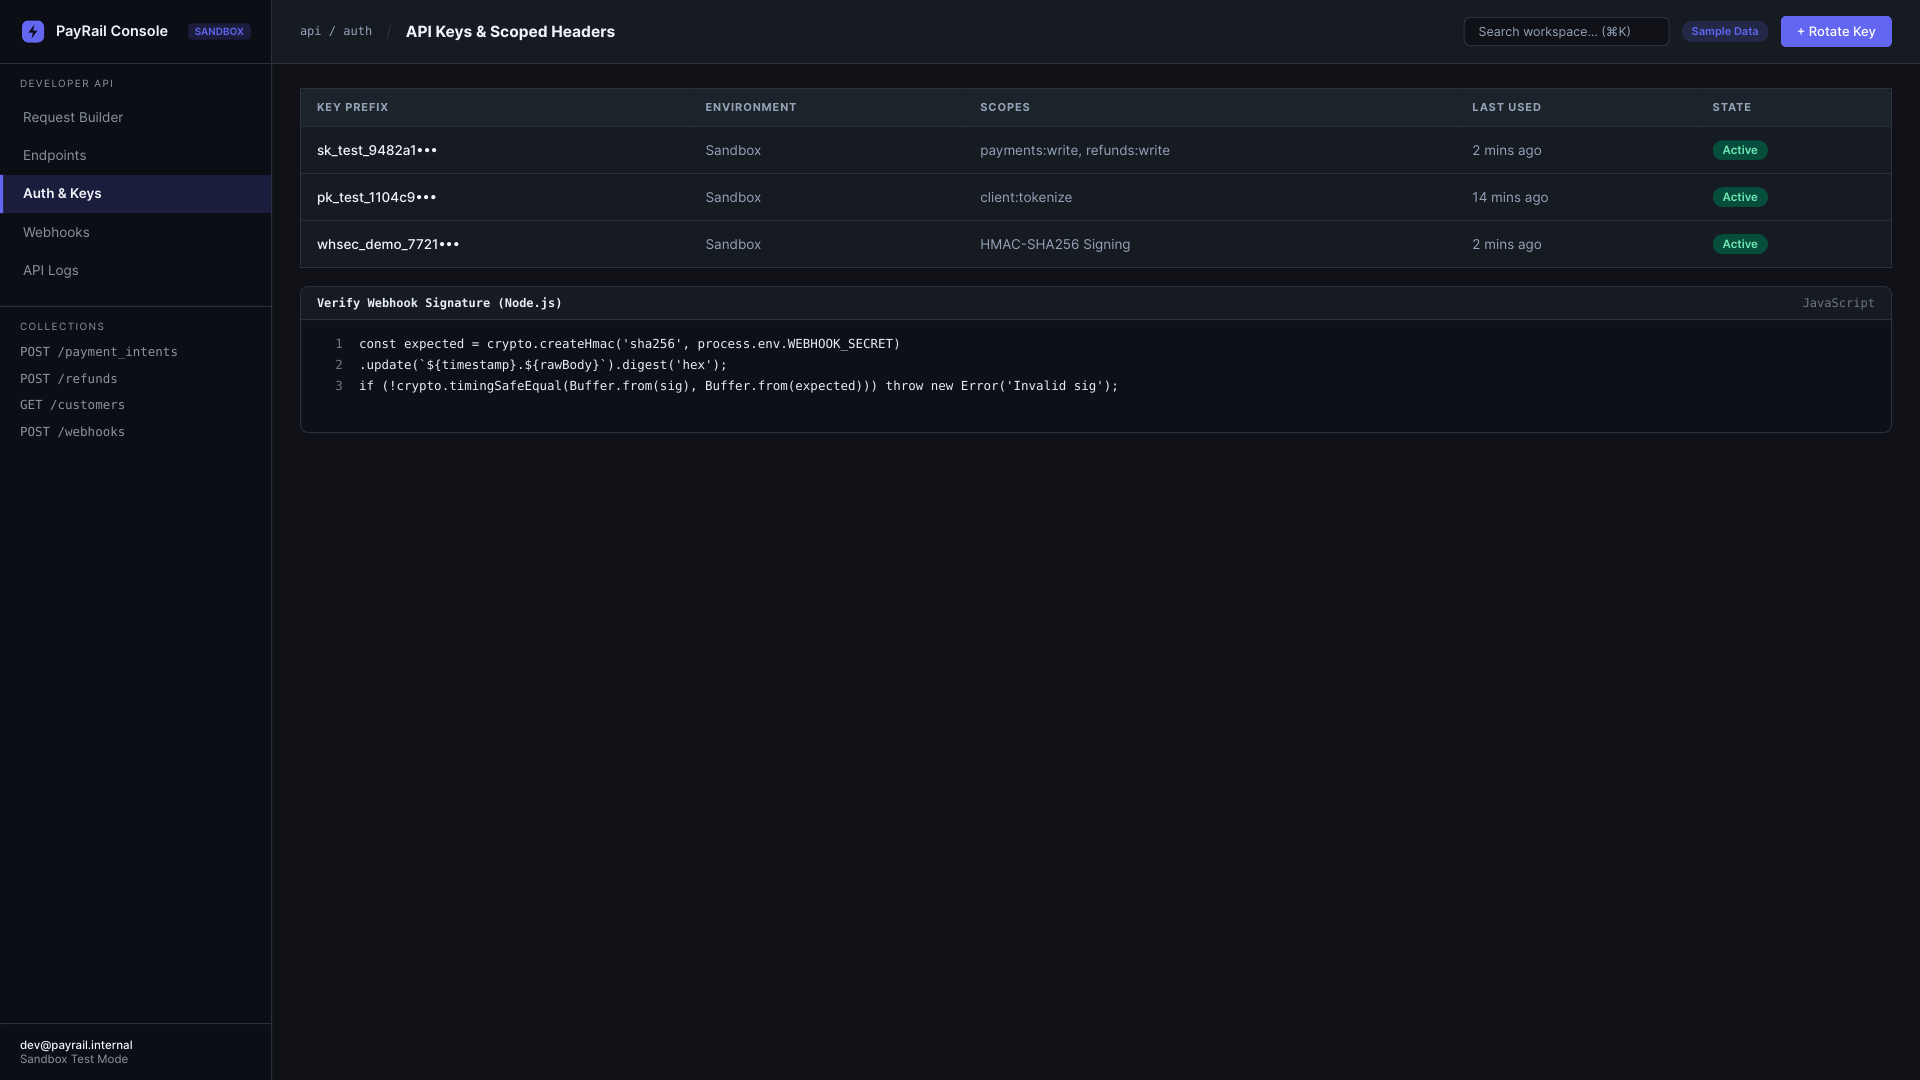 PayRail Console
SANDBOX
DEVELOPER API
Request Builder
Endpoints
Auth & Keys
Webhooks
API Logs
COLLECTIONS
POST /payment_intents
POST /refunds
GET /customers
POST /webhooks
dev@payrail.internal
Sandbox Test Mode
api / auth / API Keys & Scoped Headers
Search workspace... (⌘K)
Sample Data
+ Rotate Key
KEY PREFIX ENVIRONMENT SCOPES LAST USED STATE
sk_test_9482a1••• Sandbox payments:write, refunds:write 2 mins ago Active
pk_test_1104c9••• Sandbox client:tokenize 14 mins ago Active
whsec_demo_7721••• Sandbox HMAC-SHA256 Signing 2 mins ago Active
Verify Webhook Signature (Node.js) JavaScript
1 const expected = crypto.createHmac('sha256', process.env.WEBHOOK_SECRET)
2 .update(`${timestamp}.${rawBody}`).digest('hex');
3 if (!crypto.timingSafeEqual(Buffer.from(sig), Buffer.from(expected))) throw new Error('Invalid sig');